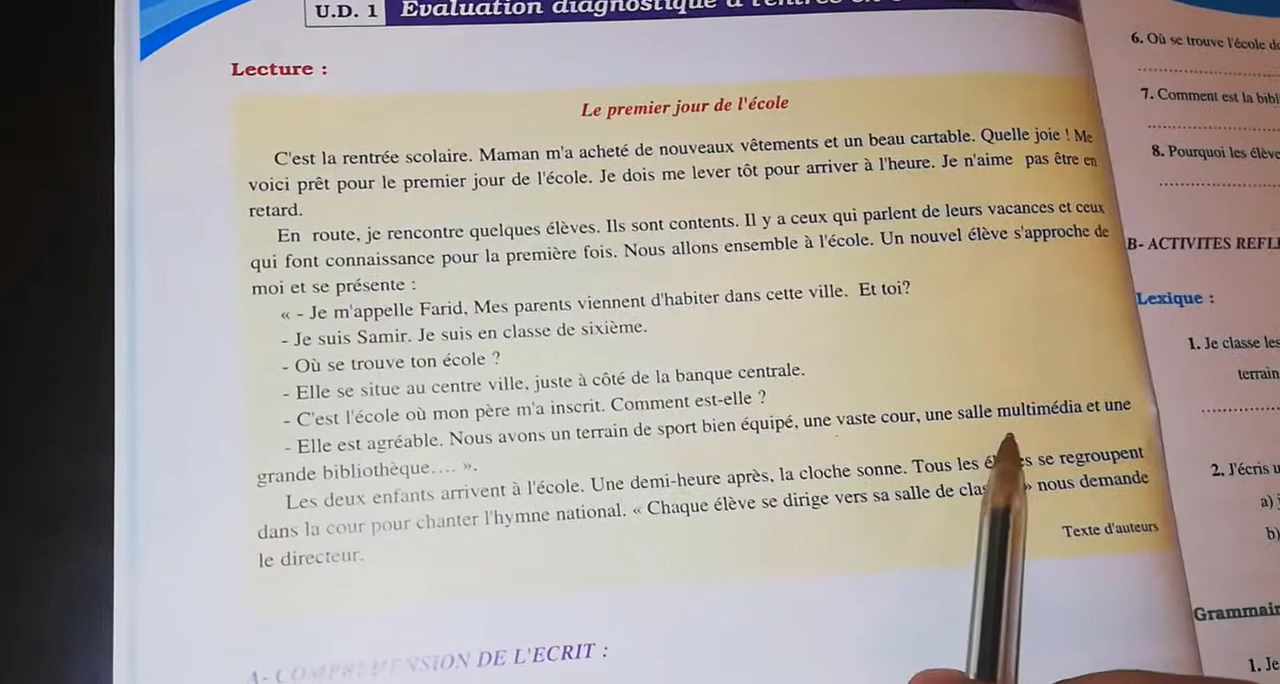 U.D. 1 Evaluation diagnostique à l'entrée en
Lecture :
Le premier jour de l'école
C'est la rentrée scolaire. Maman m'a acheté de nouveaux vêtements et un beau cartable. Quelle joie ! Me
voici prêt pour le premier jour de l'école. Je dois me lever tôt pour arriver à l'heure. Je n'aime pas être en
retard.
En route, je rencontre quelques élèves. Ils sont contents. Il y a ceux qui parlent de leurs vacances et ceux
qui font connaissance pour la première fois. Nous allons ensemble à l'école. Un nouvel élève s'approche de
moi et se présente :
« - Je m'appelle Farid, Mes parents viennent d'habiter dans cette ville. Et toi?
- Je suis Samir. Je suis en classe de sixième.
- Où se trouve ton école ?
- Elle se situe au centre ville, juste à côté de la banque centrale.
- C'est l'école où mon père m'a inscrit. Comment est-elle ?
- Elle est agréable. Nous avons un terrain de sport bien équipé, une vaste cour, une salle multimédia et une
grande bibliothèque.... ».
Les deux enfants arrivent à l'école. Une demi-heure après, la cloche sonne. Tous les se regroupent
dans la cour pour chanter l'hymne national. « Chaque élève se dirige vers sa salle de » nous demande
le directeur.
Texte d'auteurs
A- COMPREHENSION DE L'ECRIT :
6. Où se trouve l'école
7. Comment est la
8. Pourquoi les
B- ACTIVITES
Lexique :
1. Je classe les
terrain
2. J'écris
a)
b)
1. Je